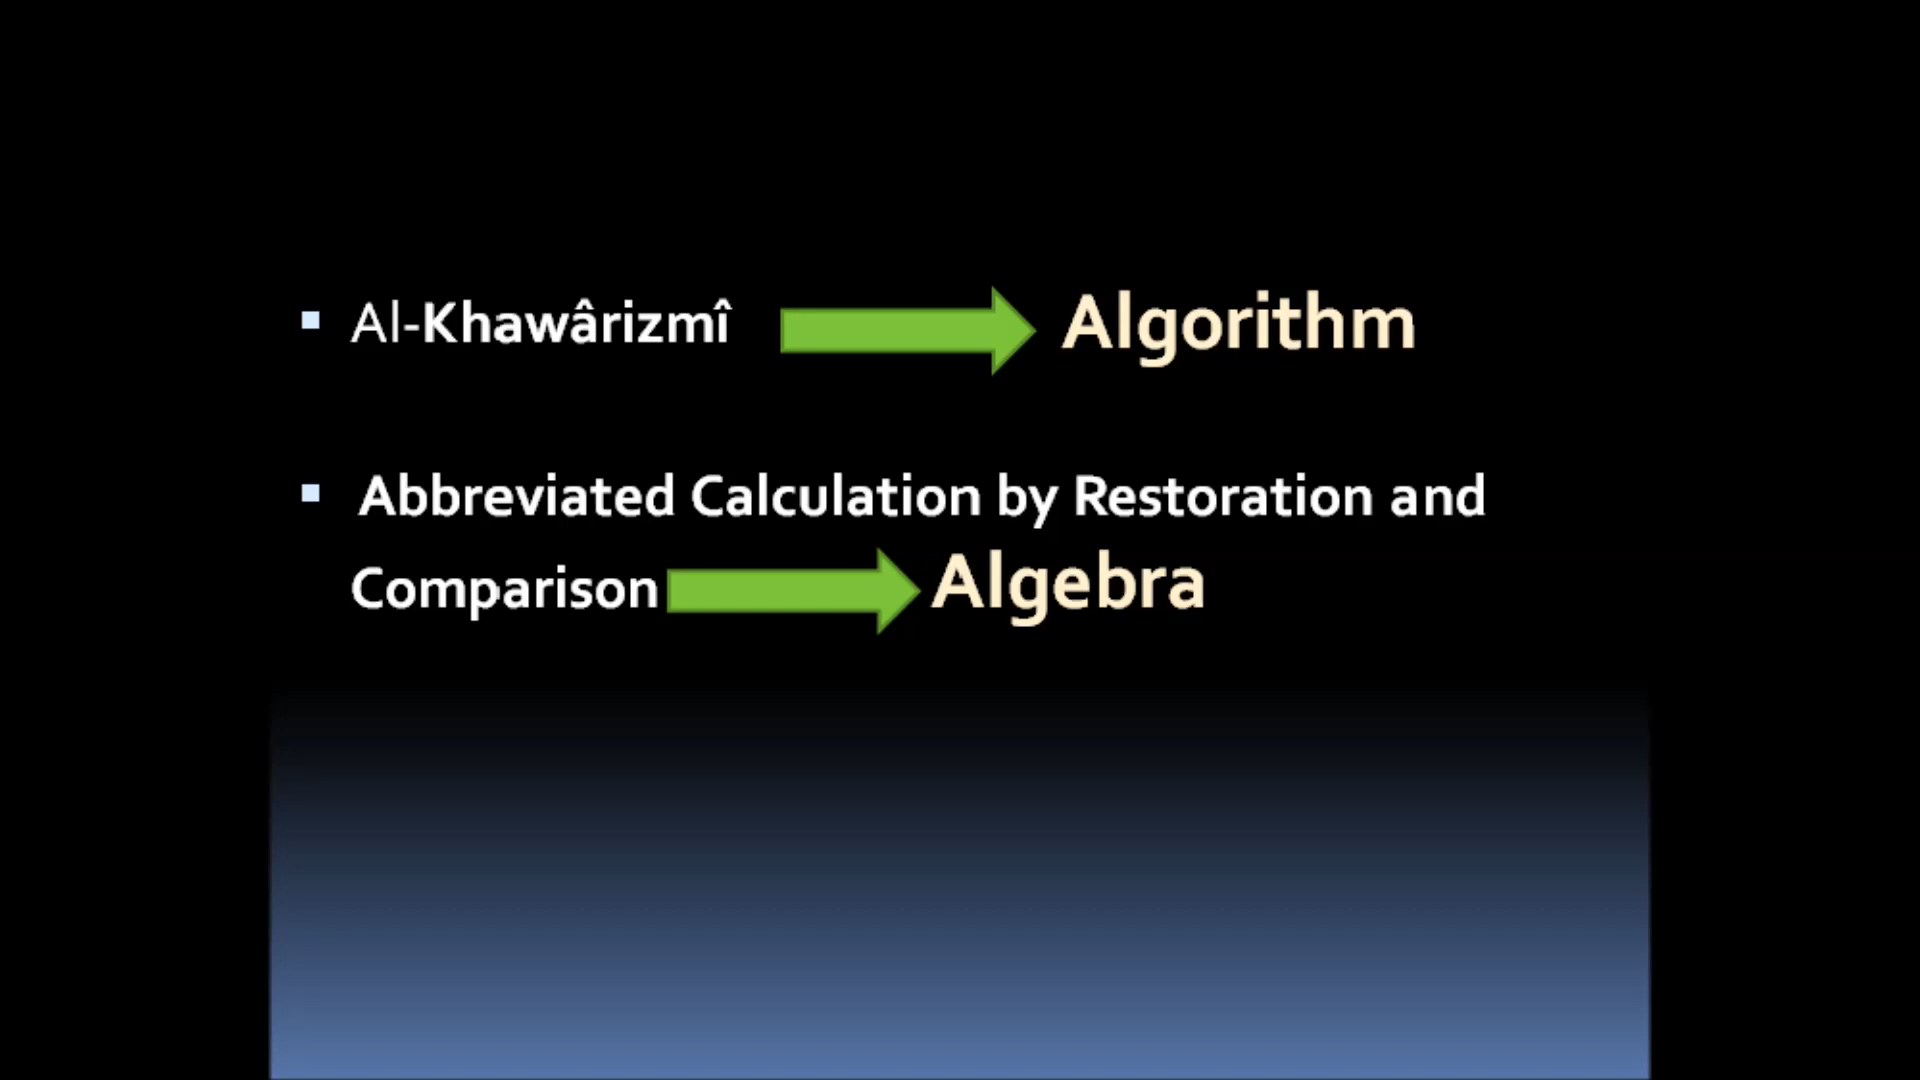 Al-Khawârizmî Algorithm
Abbreviated Calculation by Restoration and
Comparison Algebra